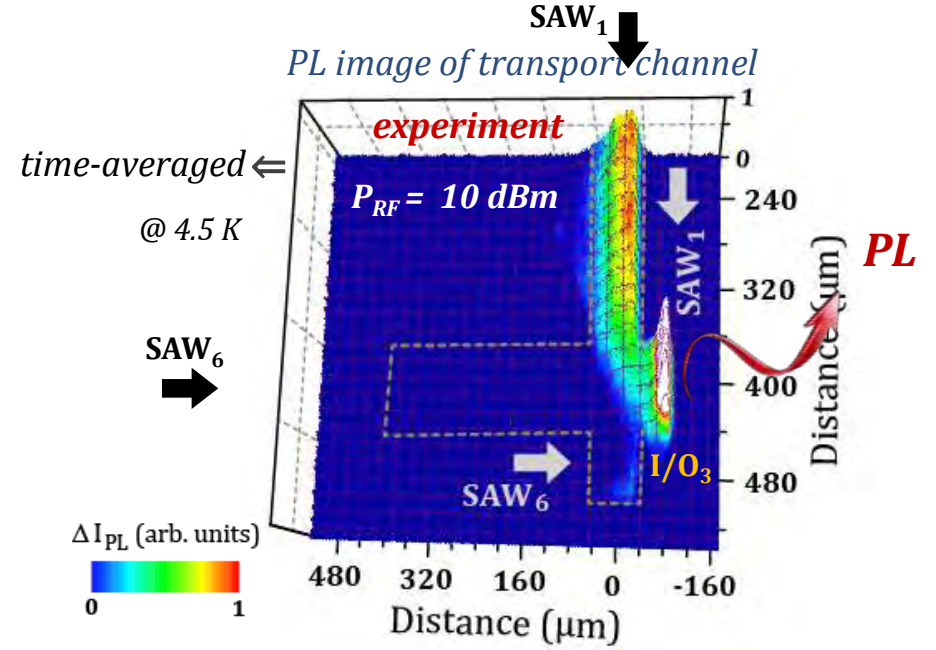 SAW1
PL image of transport channel
experiment
time-averaged ⇐
@ 4.5 K
PRF = 10 dBm
SAW1
PL
SAW6
I/O3
SAW6
1
0
240
320
400
480
Distance (μm)
Δ IPL (arb. units)
0
1
480
320
160
0
-160
Distance (μm)